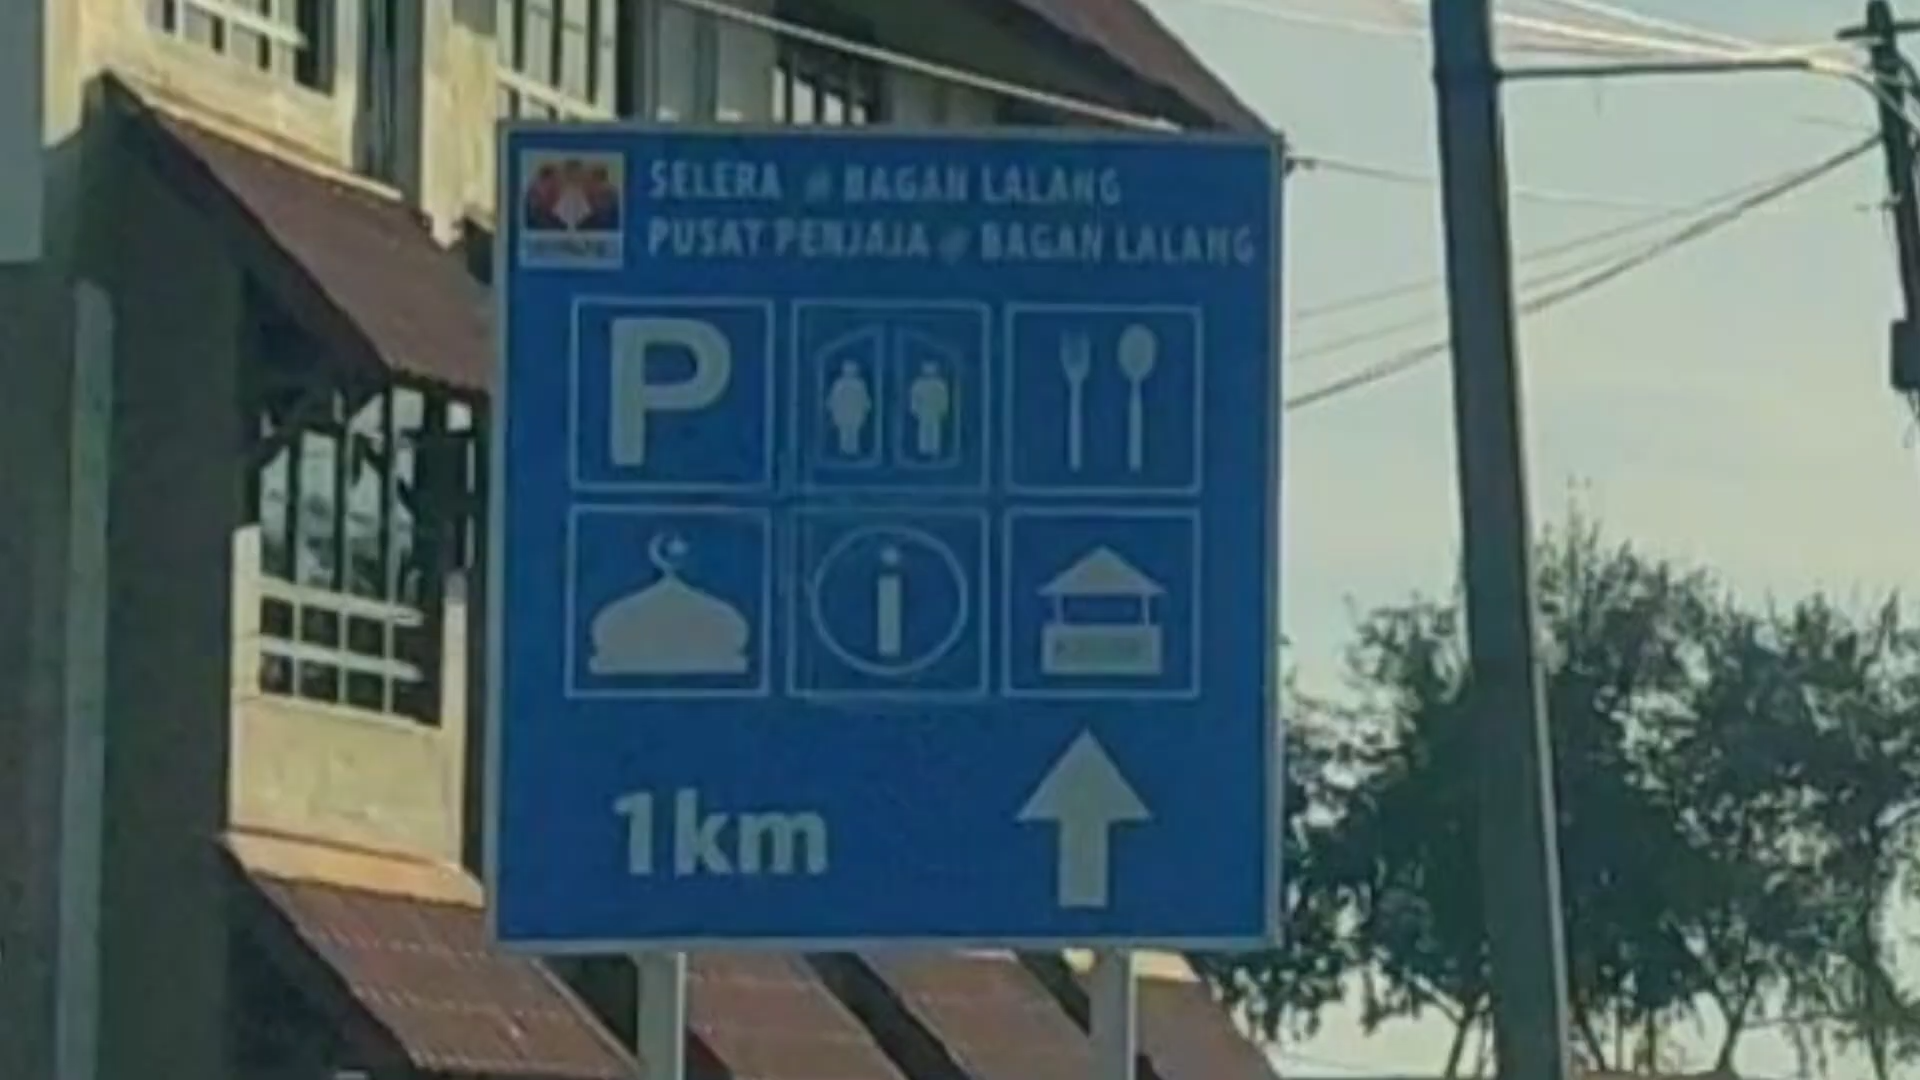 SELERA @ BAGAN LALANG
PUSAT PENJAJA @ BAGAN LALANG
P
i
1km